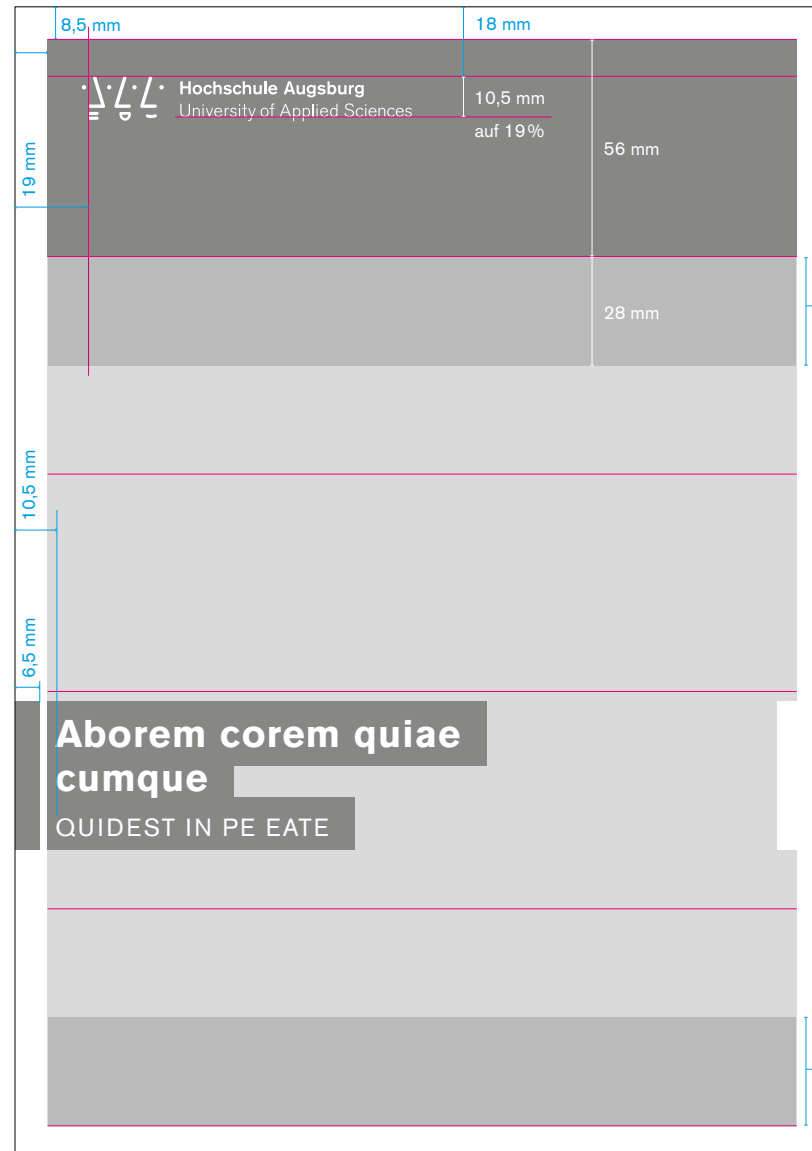 8,5 mm
18 mm
Hochschule Augsburg
University of Applied Sciences
10,5 mm
auf 19%
56 mm
19 mm
28 mm
10,5 mm
6,5 mm
Aborem corem quiae
cumque
QUIDEST IN PE EATE